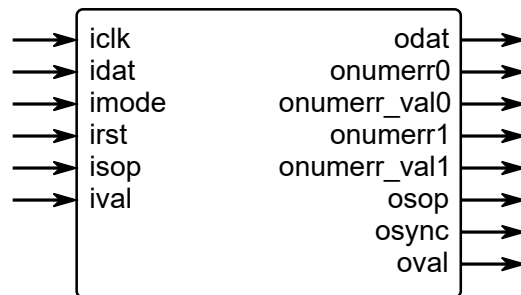 iclk odat
idat onumerr0
imode onumerr_val0
irst onumerr1
isop onumerr_val1
ival osop
osync
oval